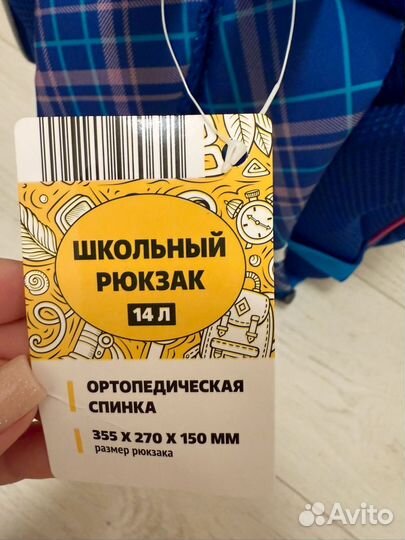 ШКОЛЬНЫЙ
РЮКЗАК
14 Л
ОРТОПЕДИЧЕСКАЯ
СПИНКА
355 X 270 X 150 ММ
размер рюкзака
Avito